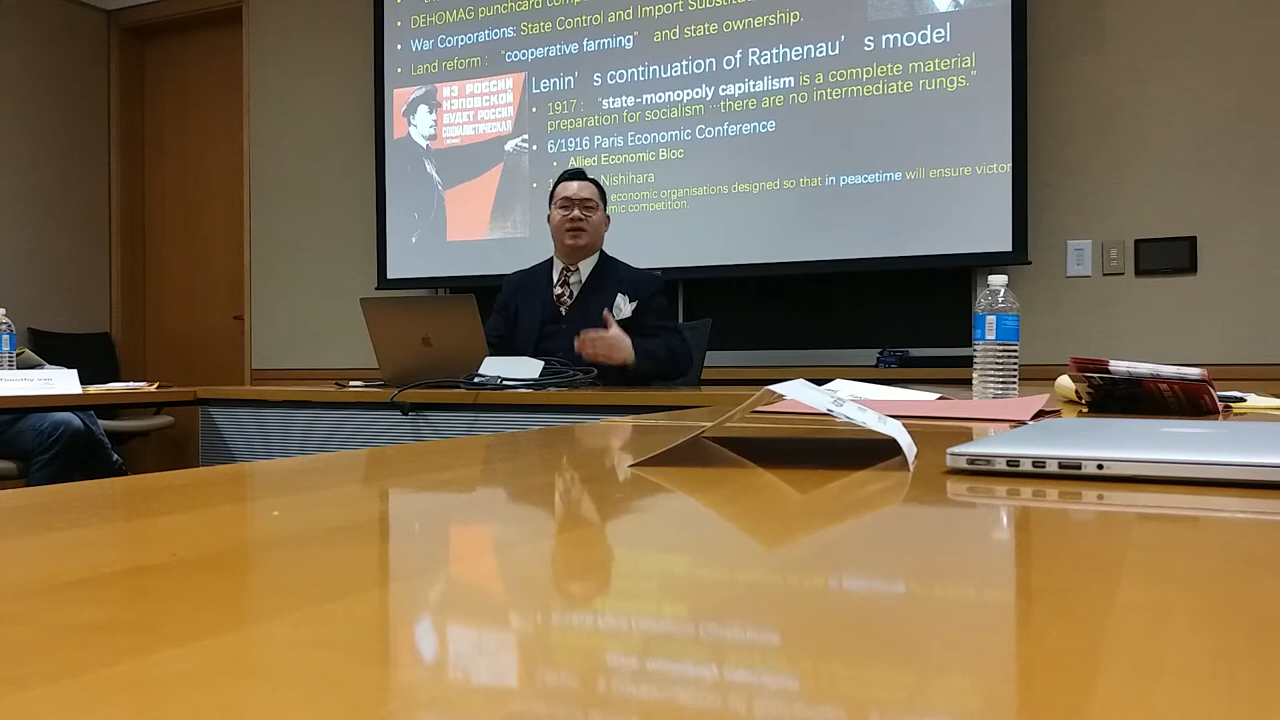 DEHOMAG punchcard
War Corporations: State Control and Import
Land reform : "cooperative farming" and state ownership.
Lenin's continuation of Rathenau's model
1917 : "state-monopoly capitalism is a complete material
preparation for socialism …there are no intermediate rungs."
6/1916 Paris Economic Conference
Allied Economic Bloc
Nishihara
economic organisations designed so that in peacetime will ensure
competition.
ИЗ РОССИИ
НЭПОВСКОЙ
БУДЕТ РОССИЯ
СОЦИАЛИСТИЧЕСКАЯ
Timothy